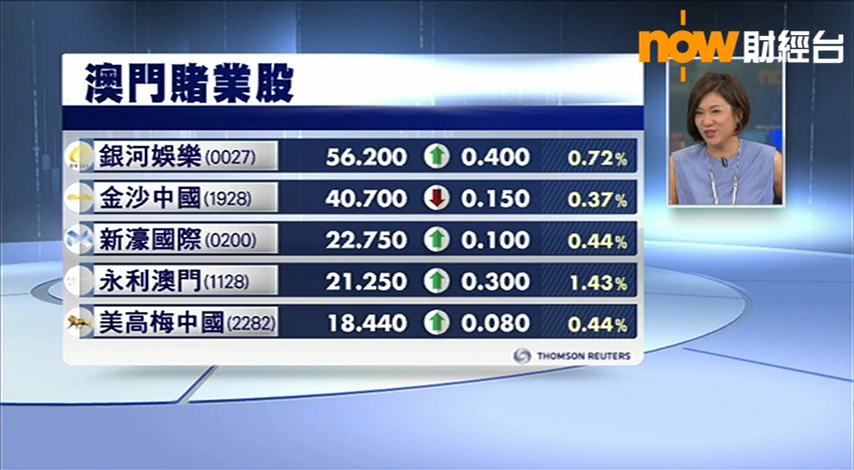 now 財經台
澳門賭業股
銀河娛樂(0027) 56.200 0.400 0.72%
金沙中國(1928) 40.700 0.150 0.37%
新濠國際(0200) 22.750 0.100 0.44%
永利澳門(1128) 21.250 0.300 1.43%
美高梅中國(2282) 18.440 0.080 0.44%
THOMSON REUTERS